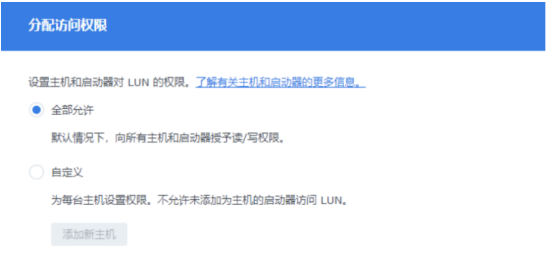 分配访问权限
设置主机和启动器对 LUN 的权限。了解有关主机和启动器的更多信息。
全部允许
默认情况下，向所有主机和启动器授予读/写权限。
自定义
为每台主机设置权限。不允许未添加为主机的启动器访问 LUN。
添加新主机